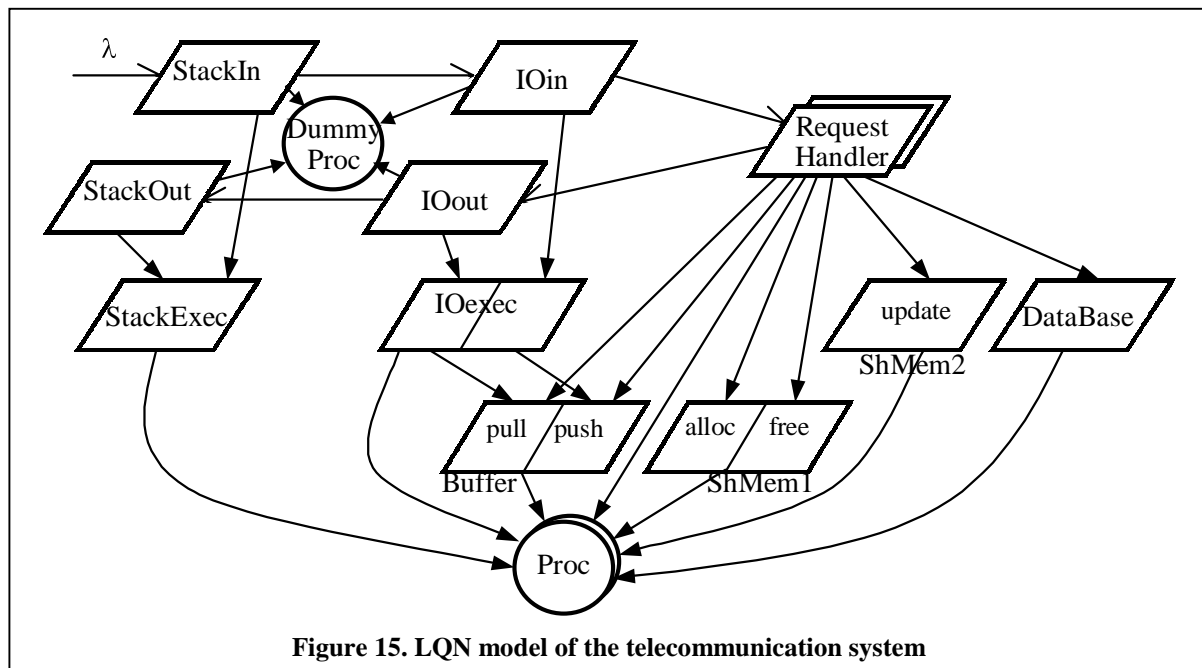 λ
StackIn
IOin
Request
Handler
Dummy
Proc
StackOut
IOout
StackExec
IOexec
update
DataBase
ShMem2
pull push
alloc free
Buffer
ShMem1
Proc
Figure 15. LQN model of the telecommunication system